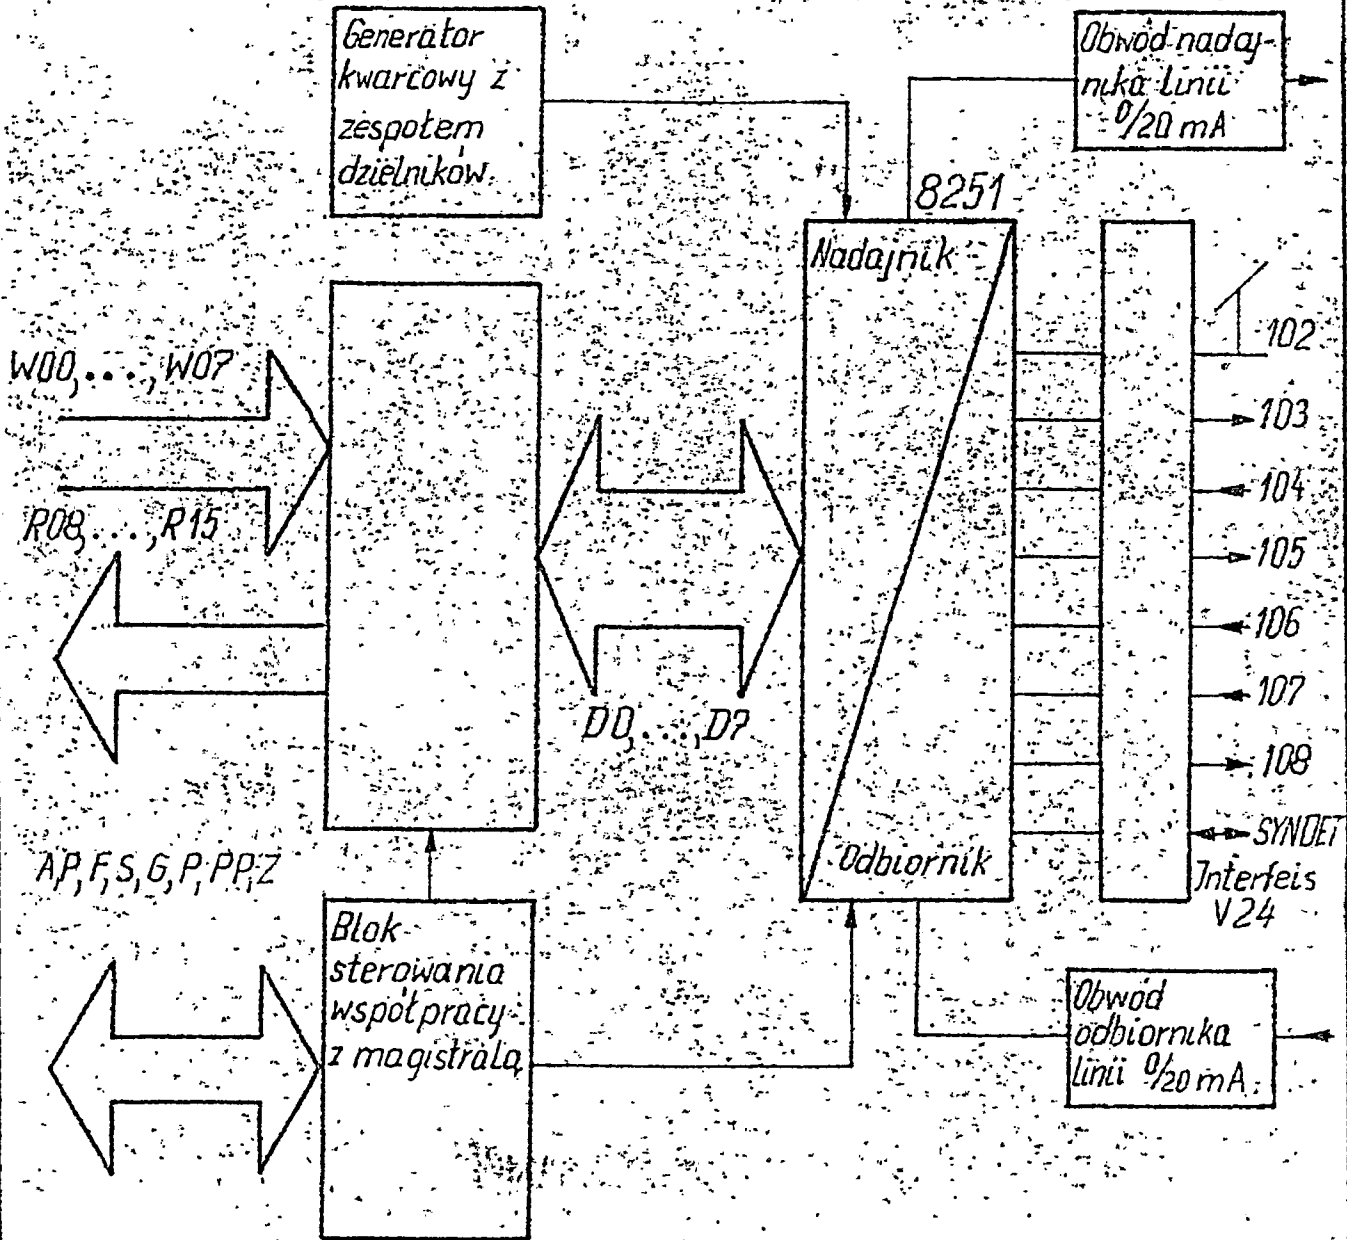 Generator
kwarcowy z
zespołem
dzielników
Obwód nadaj-
nika linii
0/20 mA
8251
Nadajnik
W00,...,W07
R08,...,R15
D0,...,D7
102
103
104
105
106
107
108
SYNDET
Interfeis
V24
Odbiornik
A,P,F,S,G,P,PP,Z
Blok
sterowania
współpracy
z magistralą
Obwód
odbiornika
linii 0/20 mA